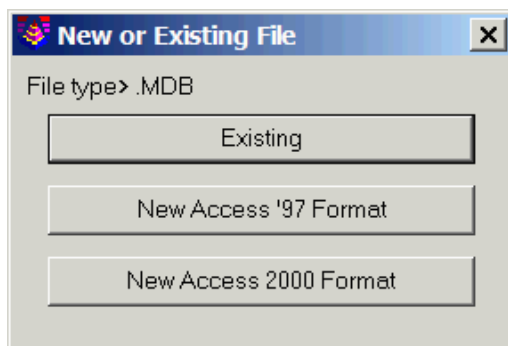 New or Existing File
File type> .MDB
Existing
New Access '97 Format
New Access 2000 Format